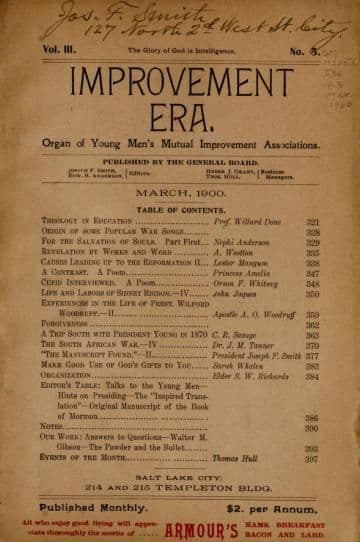 Jos. F. Smith
127 North 2d West St. City.
Vol. III. The Glory of God is Intelligence. No. 5.
IMPROVEMENT
ERA.
Organ of Young Men's Mutual Improvement Associations.
PUBLISHED BY THE GENERAL BOARD.
JOSEPH F. SMITH, } Editors. HEBER J. GRANT, } Business
EDW. H. ANDERSON, THOS. HULL, Managers.
MARCH, 1900.
TABLE OF CONTENTS.
THEOLOGY IN EDUCATION ........ Prof. Willard Done 321
ORIGIN OF SOME POPULAR WAR SONGS........ 328
FOR THE SALVATION OF SOULS. Part First... Nephi Anderson 329
REVELATION BY WORKS AND WORD ........ A. Wootton 335
CAUSES LEADING UP TO THE REFORMATION II... Lester Mangum 338
A CONTRAST. A Poem........ Princess Amelia 347
CUPID INTERVIEWED. A Poem........ Orson F. Whitney 348
LIFE AND LABORS OF SIDNEY RIGDON.—IV...... John Jaques 350
EXPERIENCES IN THE LIFE OF PREST. WILFORD
WOODRUFF.—II........ Apostle A. O. Woodruff 359
FORGIVENESS ........ 362
A TRIP SOUTH WITH PRESIDENT YOUNG IN 1870 C. R. Savage 363
THE SOUTH AFRICAN WAR.—IV ........ Dr. J. M. Tanner 370
"THE MANUSCRIPT FOUND."—II........ President Joseph F. Smith 377
MAKE GOOD USE OF GOD'S GIFTS TO YOU..... Sarah Whalen 383
ORGANIZATION........ Elder S. W. Richards 384
EDITOR'S TABLE: Talks to the Young Men—
Hints on Presiding—The "Inspired Trans-
lation"—Original Manuscript of the Book
of Mormon........ 386
NOTES........ 390
OUR WORK: Answers to Questions—Walter M.
Gibson—The Powder and the Bullet........ 393
EVENTS OF THE MONTH........ Thomas Hull 397
SALT LAKE CITY:
214 AND 215 TEMPLETON BLDG.
Published Monthly. $2. per Annum.
All who enjoy good living will appre-
ciate thoroughly the merits of ..... ARMOUR'S HAMS, BREAKFAST
BACON AND LARD.